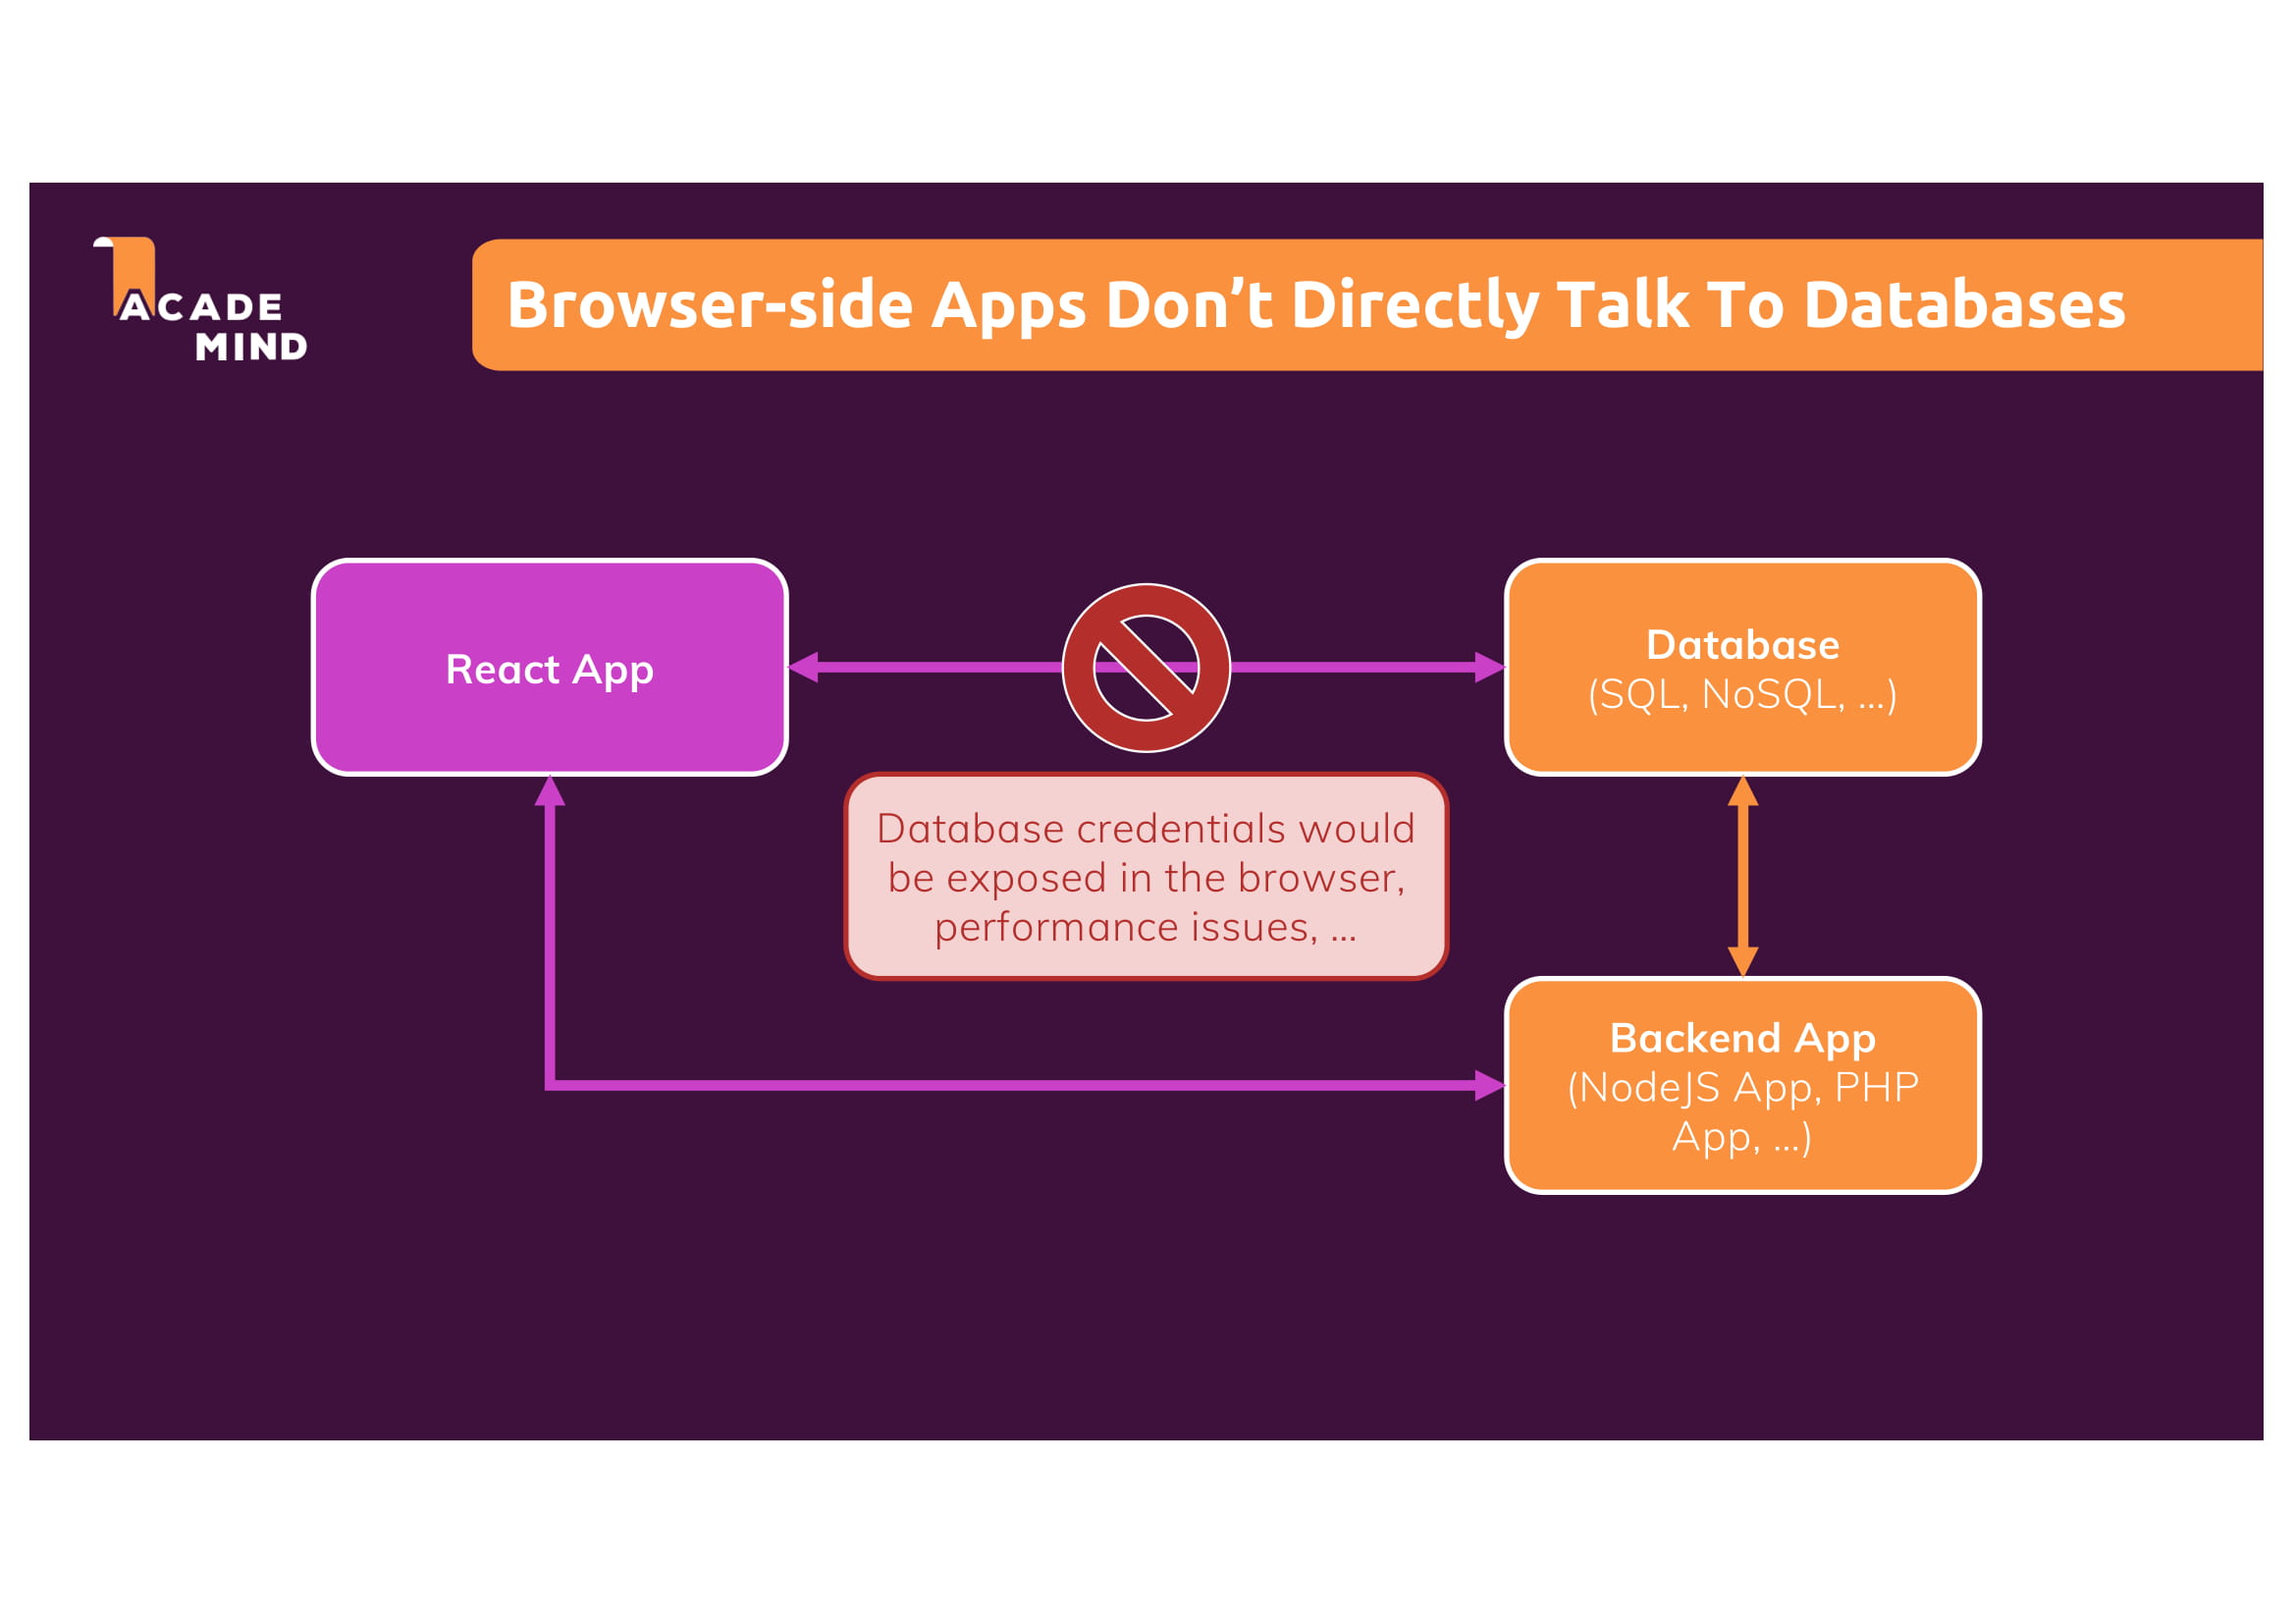 ACADE
MIND
Browser-side Apps Don’t Directly Talk To Databases
React App
Database
(SQL, NoSQL, ...)
Database credentials would
be exposed in the browser,
performance issues, ...
Backend App
(NodeJS App, PHP
App, ...)